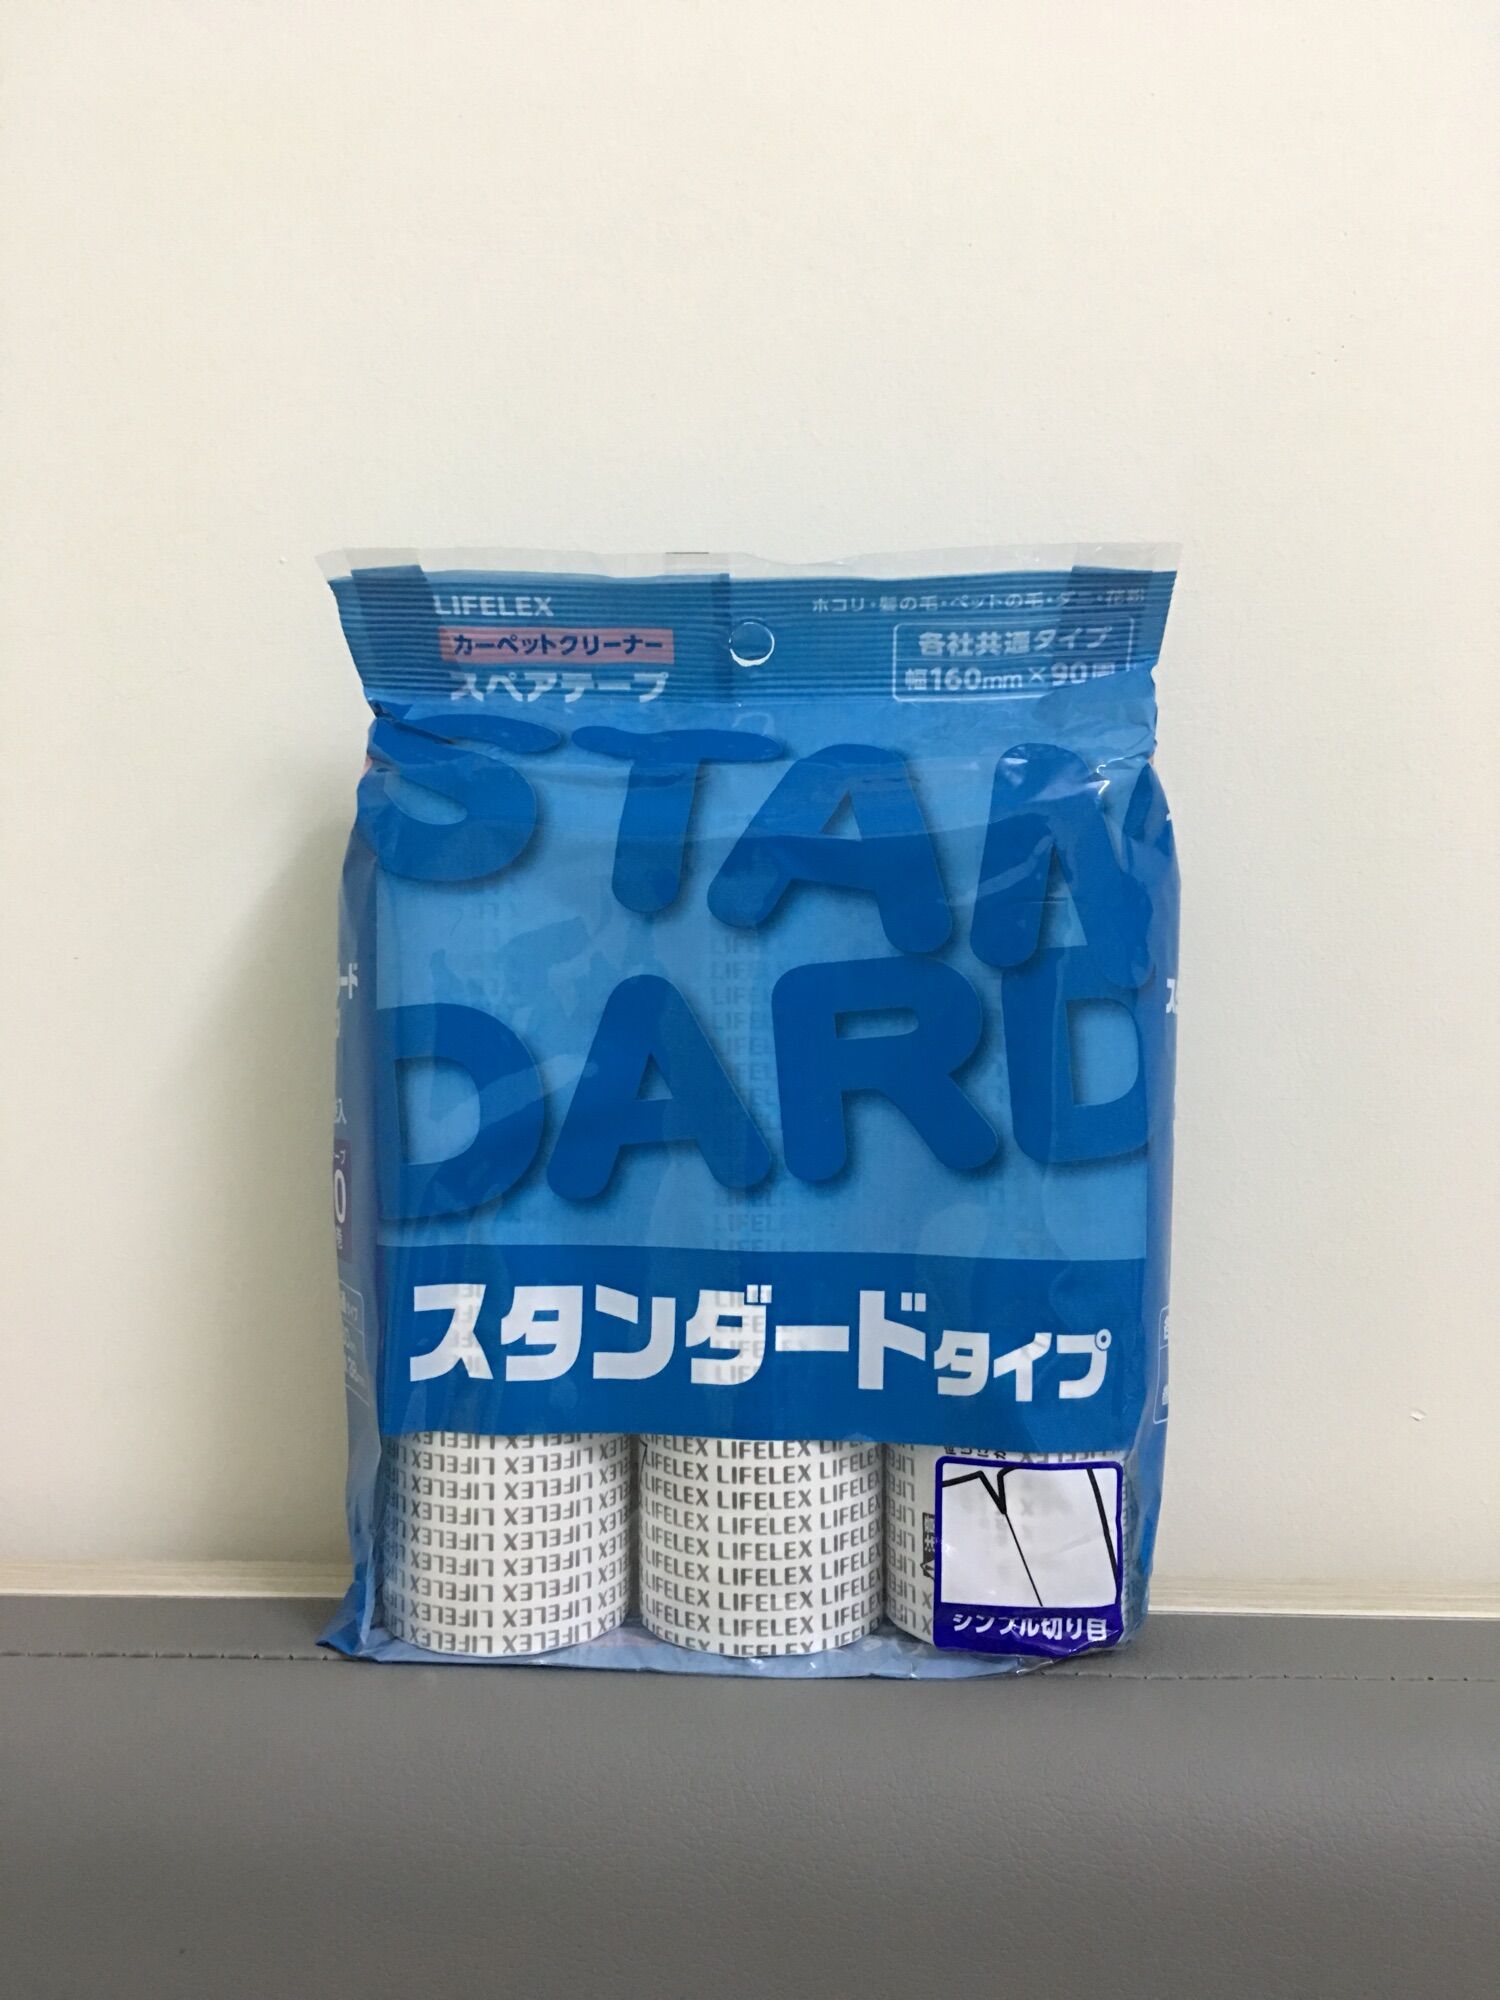 LIFELEX
カーペットクリーナー
スペアテープ
ホコリ・髪の毛・ペットの毛・ダニ・花粉
各社共通タイプ
幅160mm×90周
STAN
DARD
スタンダードタイプ
LIFELEX LIFELEX LIFELEX
シンプル切り目